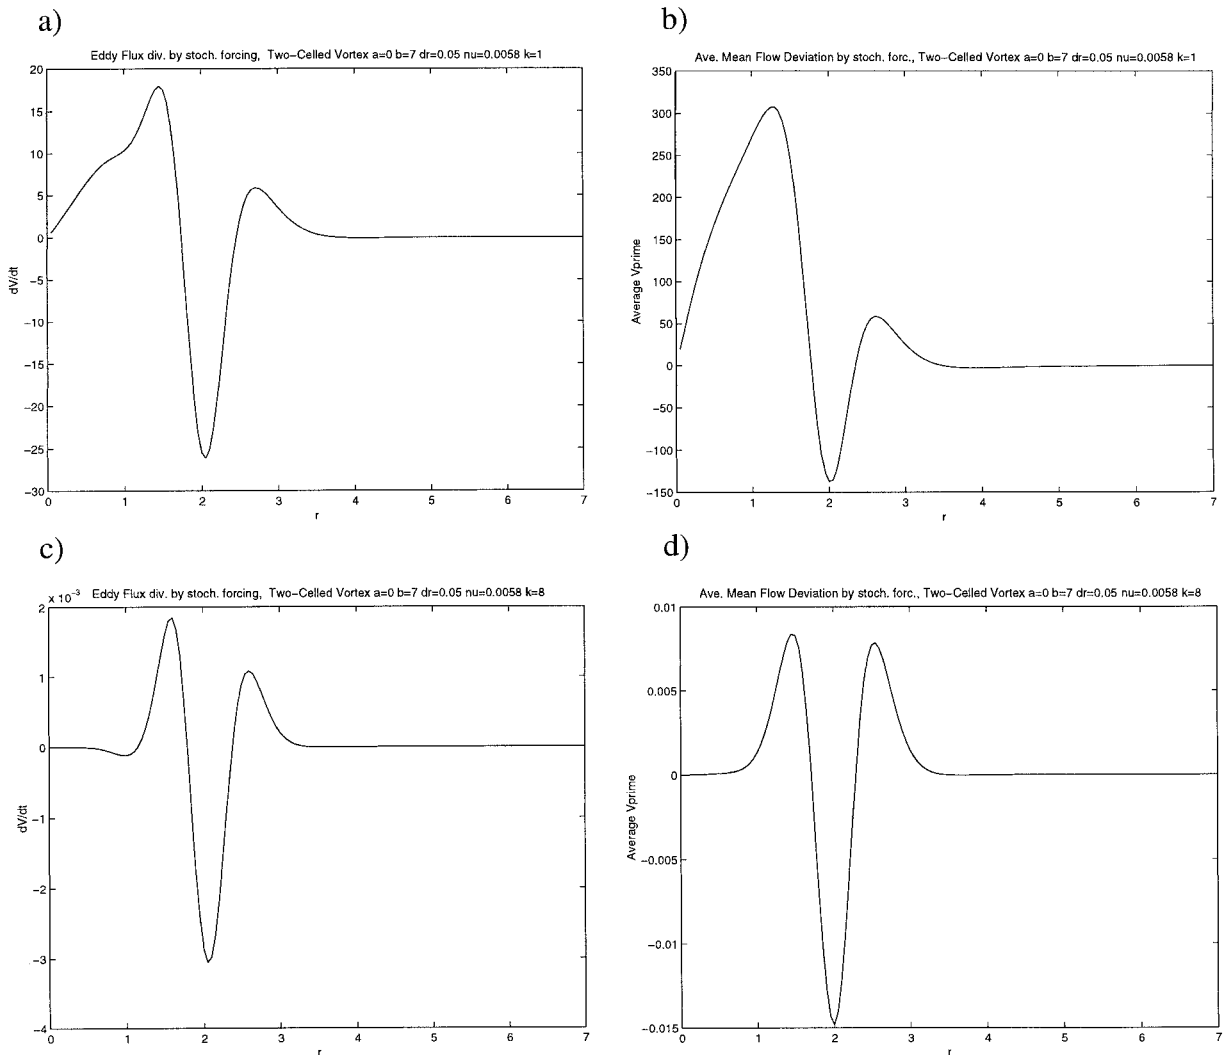 a)
Eddy Flux div. by stoch. forcing, Two-Celled Vortex a=0 b=7 dr=0.05 nu=0.0058 k=1
20
15
10
5
0
-5
-10
-15
-20
-25
-30
dV/dt
0 1 2 3 4 5 6 7
r
b)
Ave. Mean Flow Deviation by stoch. forc., Two-Celled Vortex a=0 b=7 dr=0.05 nu=0.0058 k=1
350
300
250
200
150
100
50
0
-50
-100
-150
Average Vprime
0 1 2 3 4 5 6 7
r
c)
x 10⁻³ Eddy Flux div. by stoch. forcing, Two-Celled Vortex a=0 b=7 dr=0.05 nu=0.0058 k=8
2
1
0
-1
-2
-3
-4
dV/dt
0 1 2 3 4 5 6 7
r
d)
Ave. Mean Flow Deviation by stoch. forc., Two-Celled Vortex a=0 b=7 dr=0.05 nu=0.0058 k=8
0.01
0.005
0
-0.005
-0.01
-0.015
Average Vprime
0 1 2 3 4 5 6 7
r